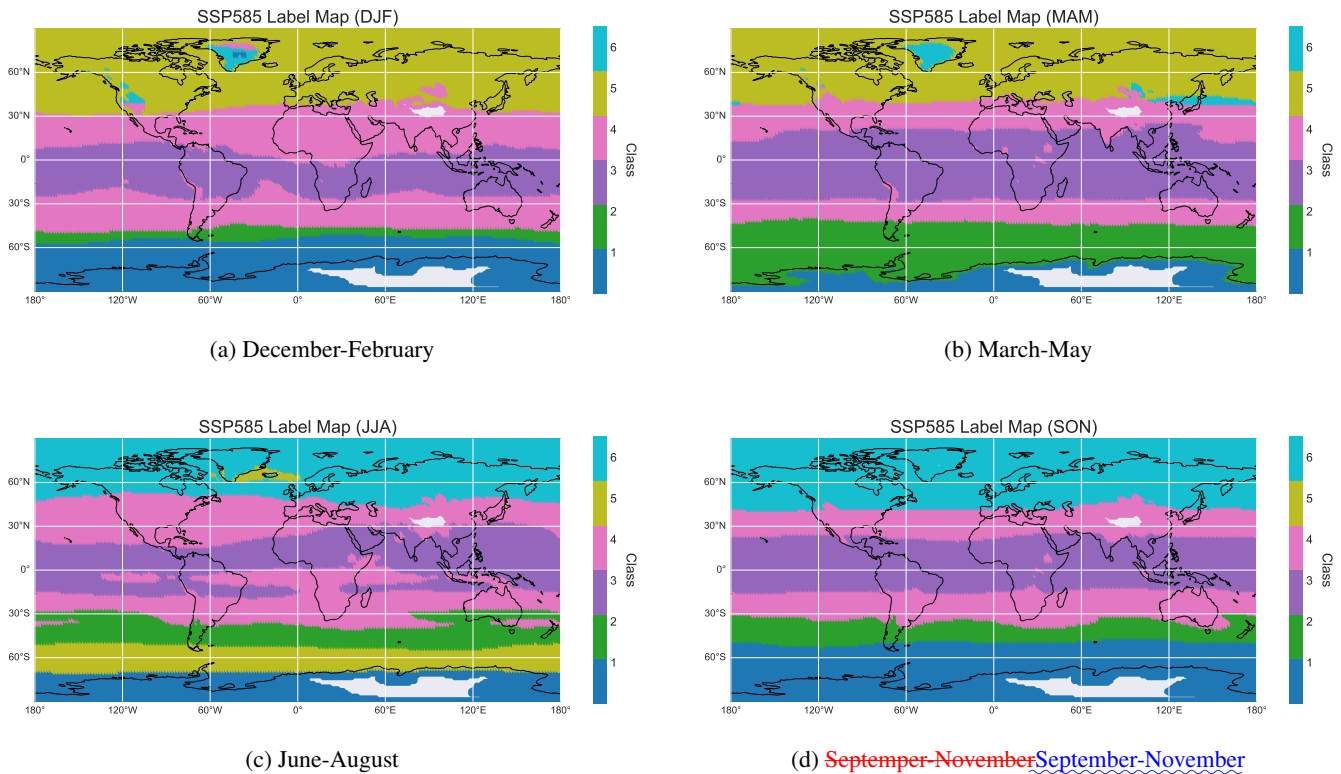 SSP585 Label Map (DJF)
60°N
30°N
0°
30°S
60°S
180°
120°W
60°W
0°
60°E
120°E
180°
6
5
4
3
2
1
Class
(a) December-February
SSP585 Label Map (MAM)
60°N
30°N
0°
30°S
60°S
180°
120°W
60°W
0°
60°E
120°E
180°
6
5
4
3
2
1
Class
(b) March-May
SSP585 Label Map (JJA)
60°N
30°N
0°
30°S
60°S
180°
120°W
60°W
0°
60°E
120°E
180°
6
5
4
3
2
1
Class
(c) June-August
SSP585 Label Map (SON)
60°N
30°N
0°
30°S
60°S
180°
120°W
60°W
0°
60°E
120°E
180°
6
5
4
3
2
1
Class
(d) Septemper-NovemberSeptember-November